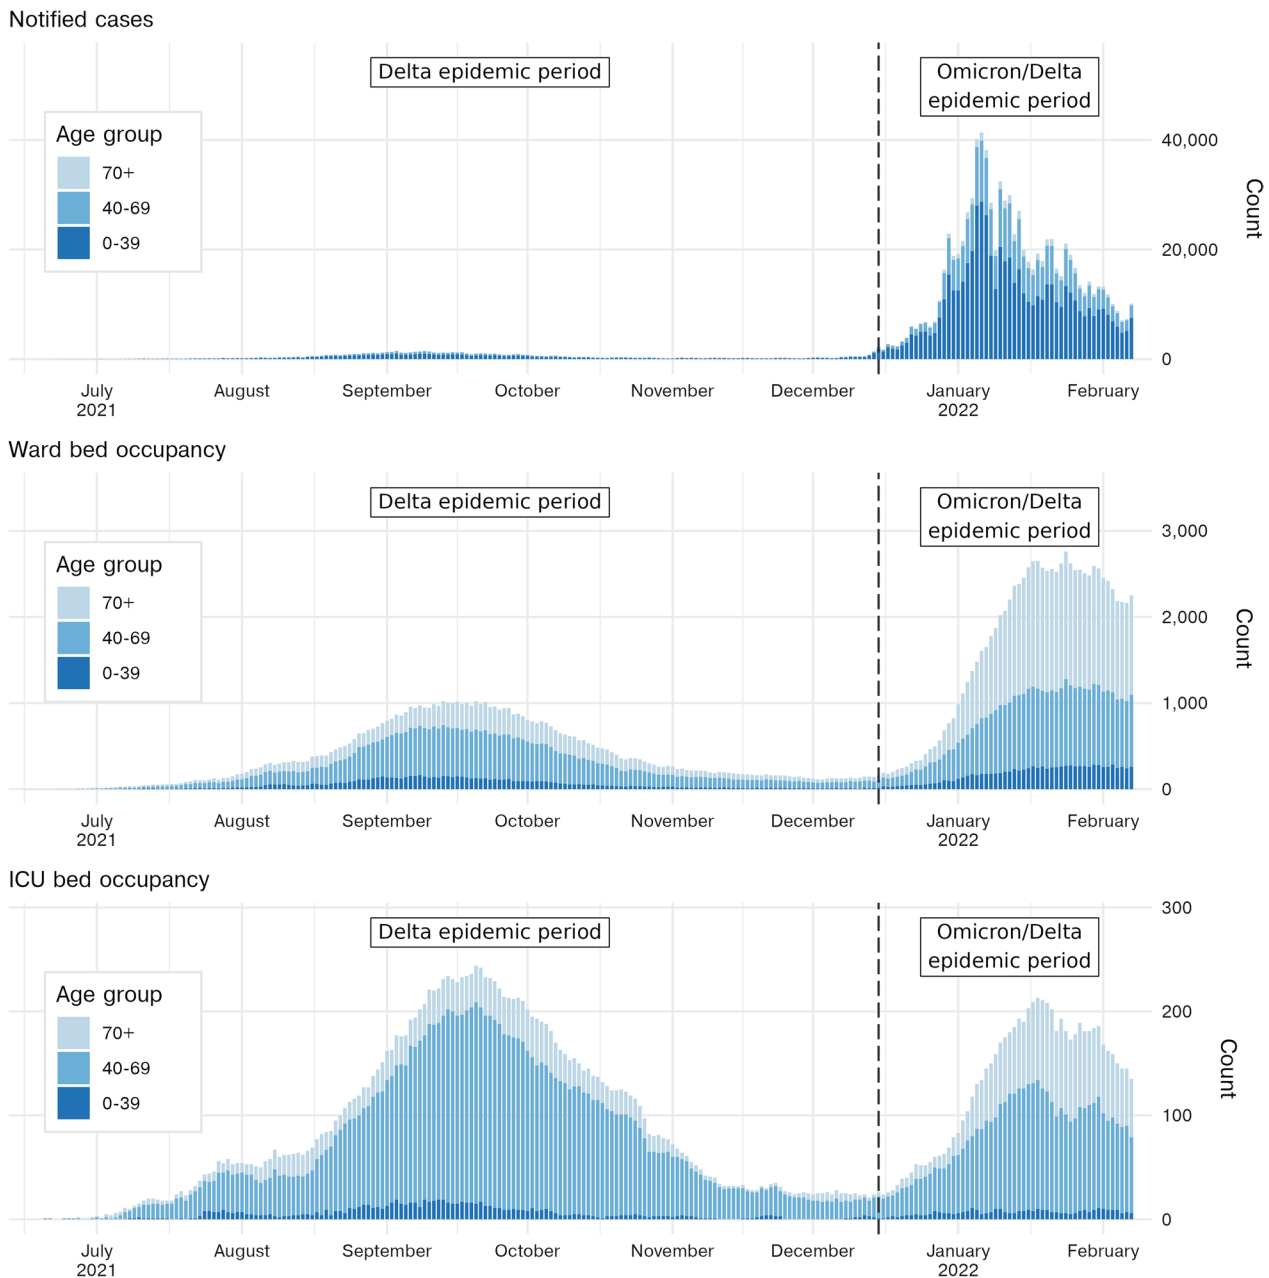 Notified cases
Delta epidemic period
Omicron/Delta
epidemic period
Age group
70+
40-69
0-39
40,000
20,000
0
Count
July
2021
August
September
October
November
December
January
2022
February
Ward bed occupancy
Delta epidemic period
Omicron/Delta
epidemic period
Age group
70+
40-69
0-39
3,000
2,000
1,000
0
Count
July
2021
August
September
October
November
December
January
2022
February
ICU bed occupancy
Delta epidemic period
Omicron/Delta
epidemic period
Age group
70+
40-69
0-39
300
200
100
0
Count
July
2021
August
September
October
November
December
January
2022
February